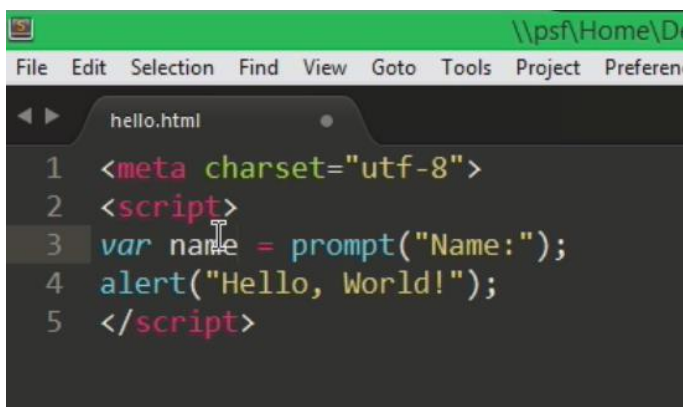 \\psf\Home\De
File Edit Selection Find View Goto Tools Project Preferen
hello.html
1 <meta charset="utf-8">
2 <script>
3 var name = prompt("Name:");
4 alert("Hello, World!");
5 </script>